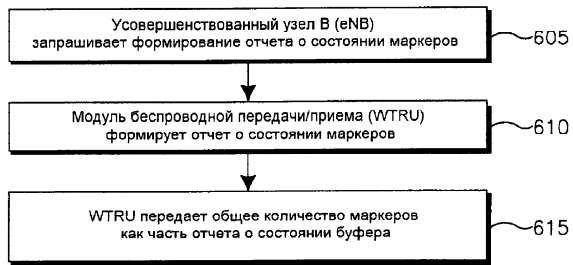 Усовершенствованный узел В (eNB)
запрашивает формирование отчета о состоянии маркеров
605
Модуль беспроводной передачи/приема (WTRU)
формирует отчет о состоянии маркеров
610
WTRU передает общее количество маркеров
как часть отчета о состоянии буфера
615